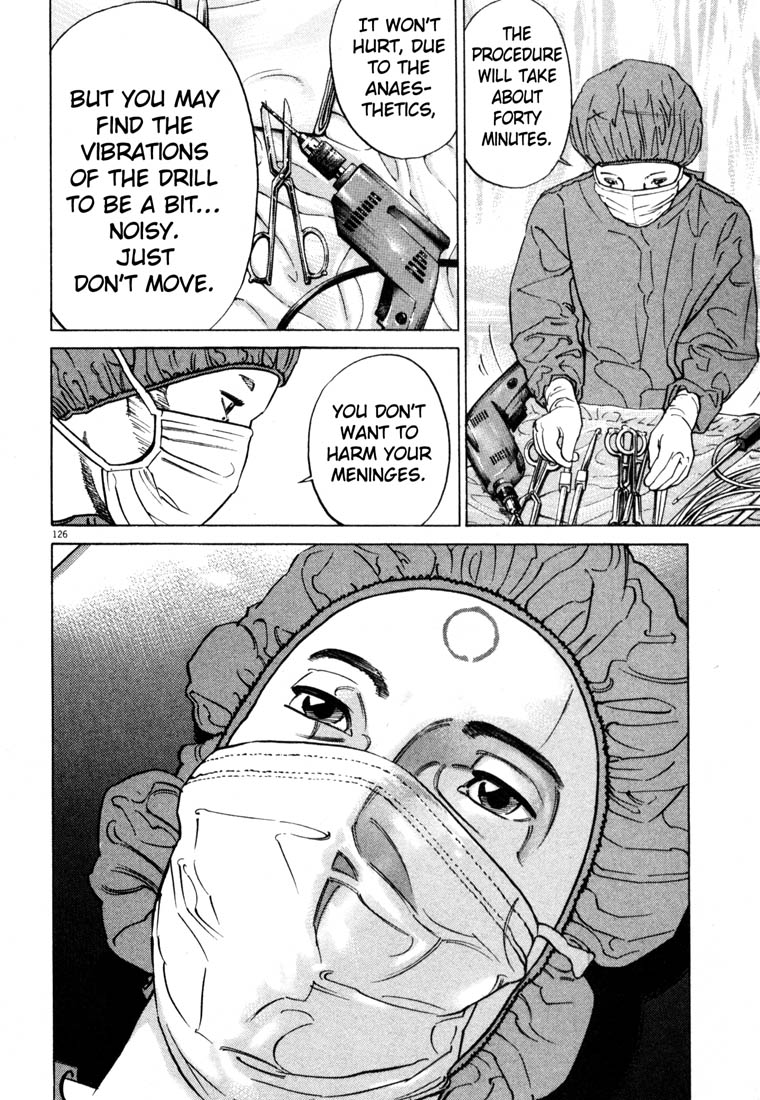 THE
PROCEDURE
WILL TAKE
ABOUT
FORTY
MINUTES.
IT WON'T
HURT, DUE
TO THE
ANAES-
THETICS,
BUT YOU MAY
FIND THE
VIBRATIONS
OF THE DRILL
TO BE A BIT...
NOISY.
JUST
DON'T MOVE.
YOU DON'T
WANT TO
HARM YOUR
MENINGES.
126